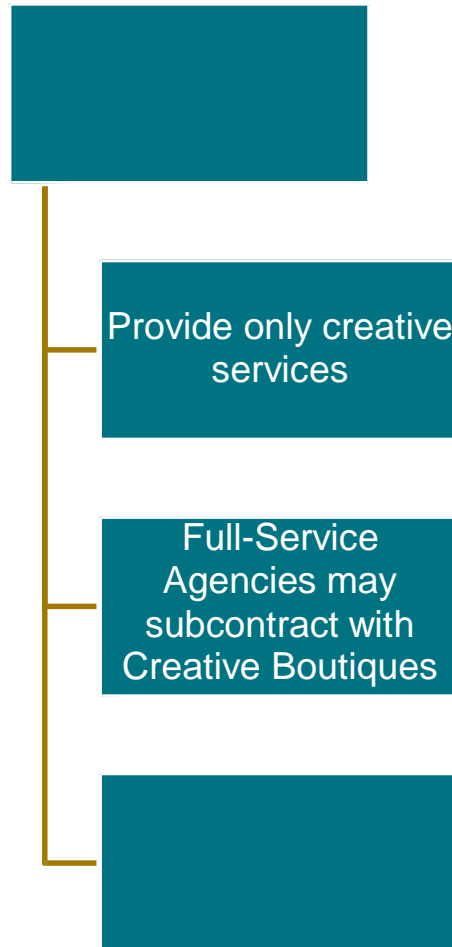 Provide only creative
services
Full-Service
Agencies may
subcontract with
Creative Boutiques